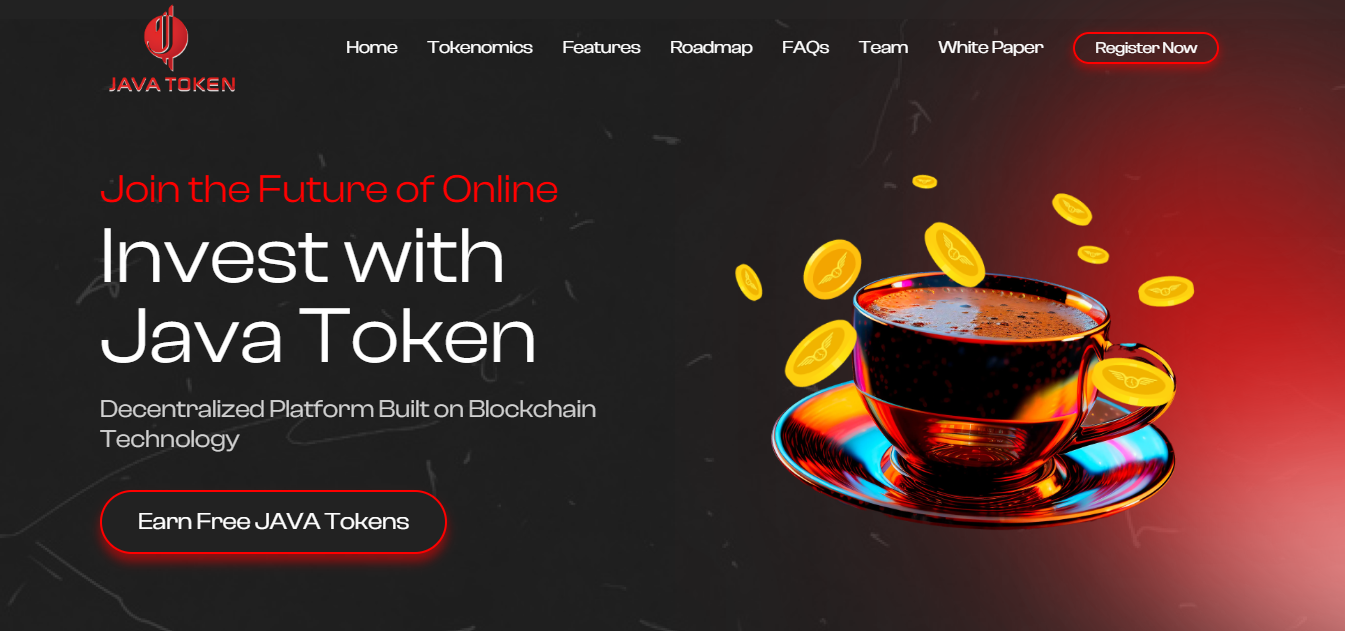 JAVA TOKEN
Home Tokenomics Features Roadmap FAQs Team White Paper Register Now
Join the Future of Online
Invest with
Java Token
Decentralized Platform Built on Blockchain
Technology
Earn Free JAVA Tokens